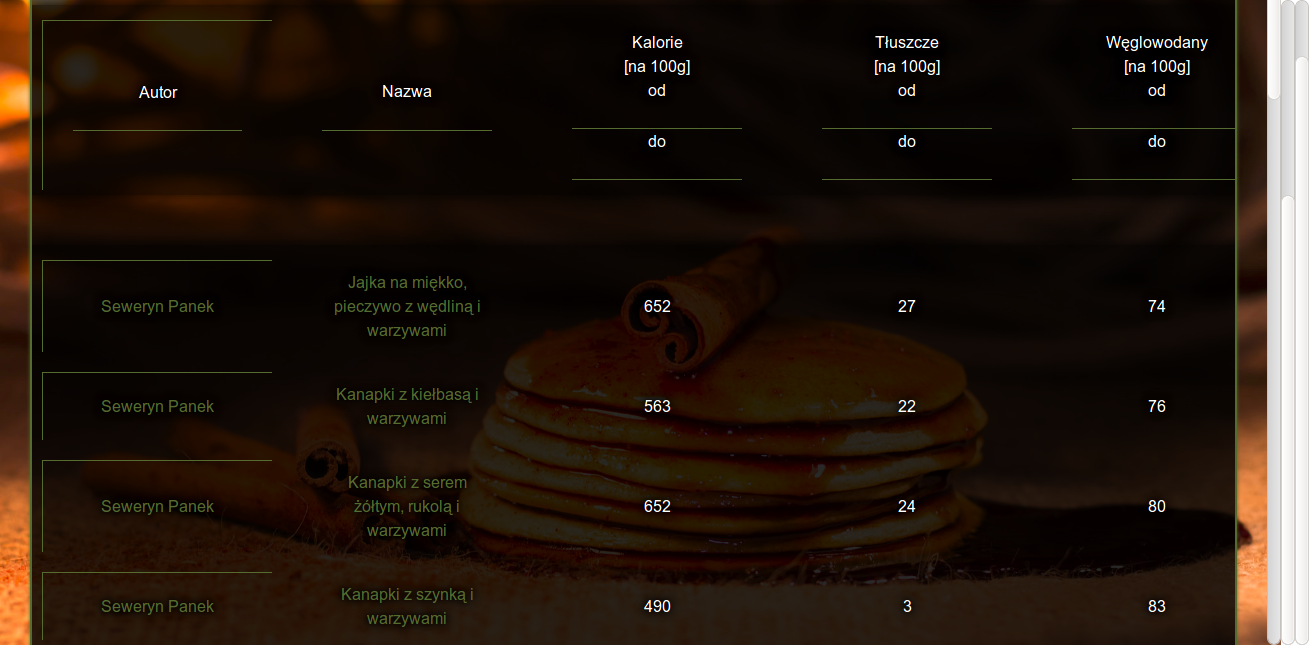 Autor
Nazwa
Kalorie
[na 100g]
od
do
Tłuszcze
[na 100g]
od
do
Węglowodany
[na 100g]
od
do
Seweryn Panek
Jajka na miękko,
pieczywo z wędliną i
warzywami
652
27
74
Seweryn Panek
Kanapki z kiełbasą i
warzywami
563
22
76
Seweryn Panek
Kanapki z serem
żółtym, rukolą i
warzywami
652
24
80
Seweryn Panek
Kanapki z szynką i
warzywami
490
3
83